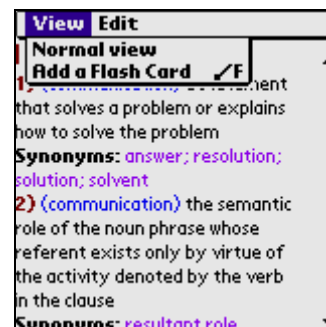 View Edit
Normal view
Add a Flash Card /F
1) (communication) a statement
that solves a problem or explains
how to solve the problem
Synonyms: answer; resolution;
solution; solvent
2) (communication) the semantic
role of the noun phrase whose
referent exists only by virtue of
the activity denoted by the verb
in the clause
Synonyms: resultant role